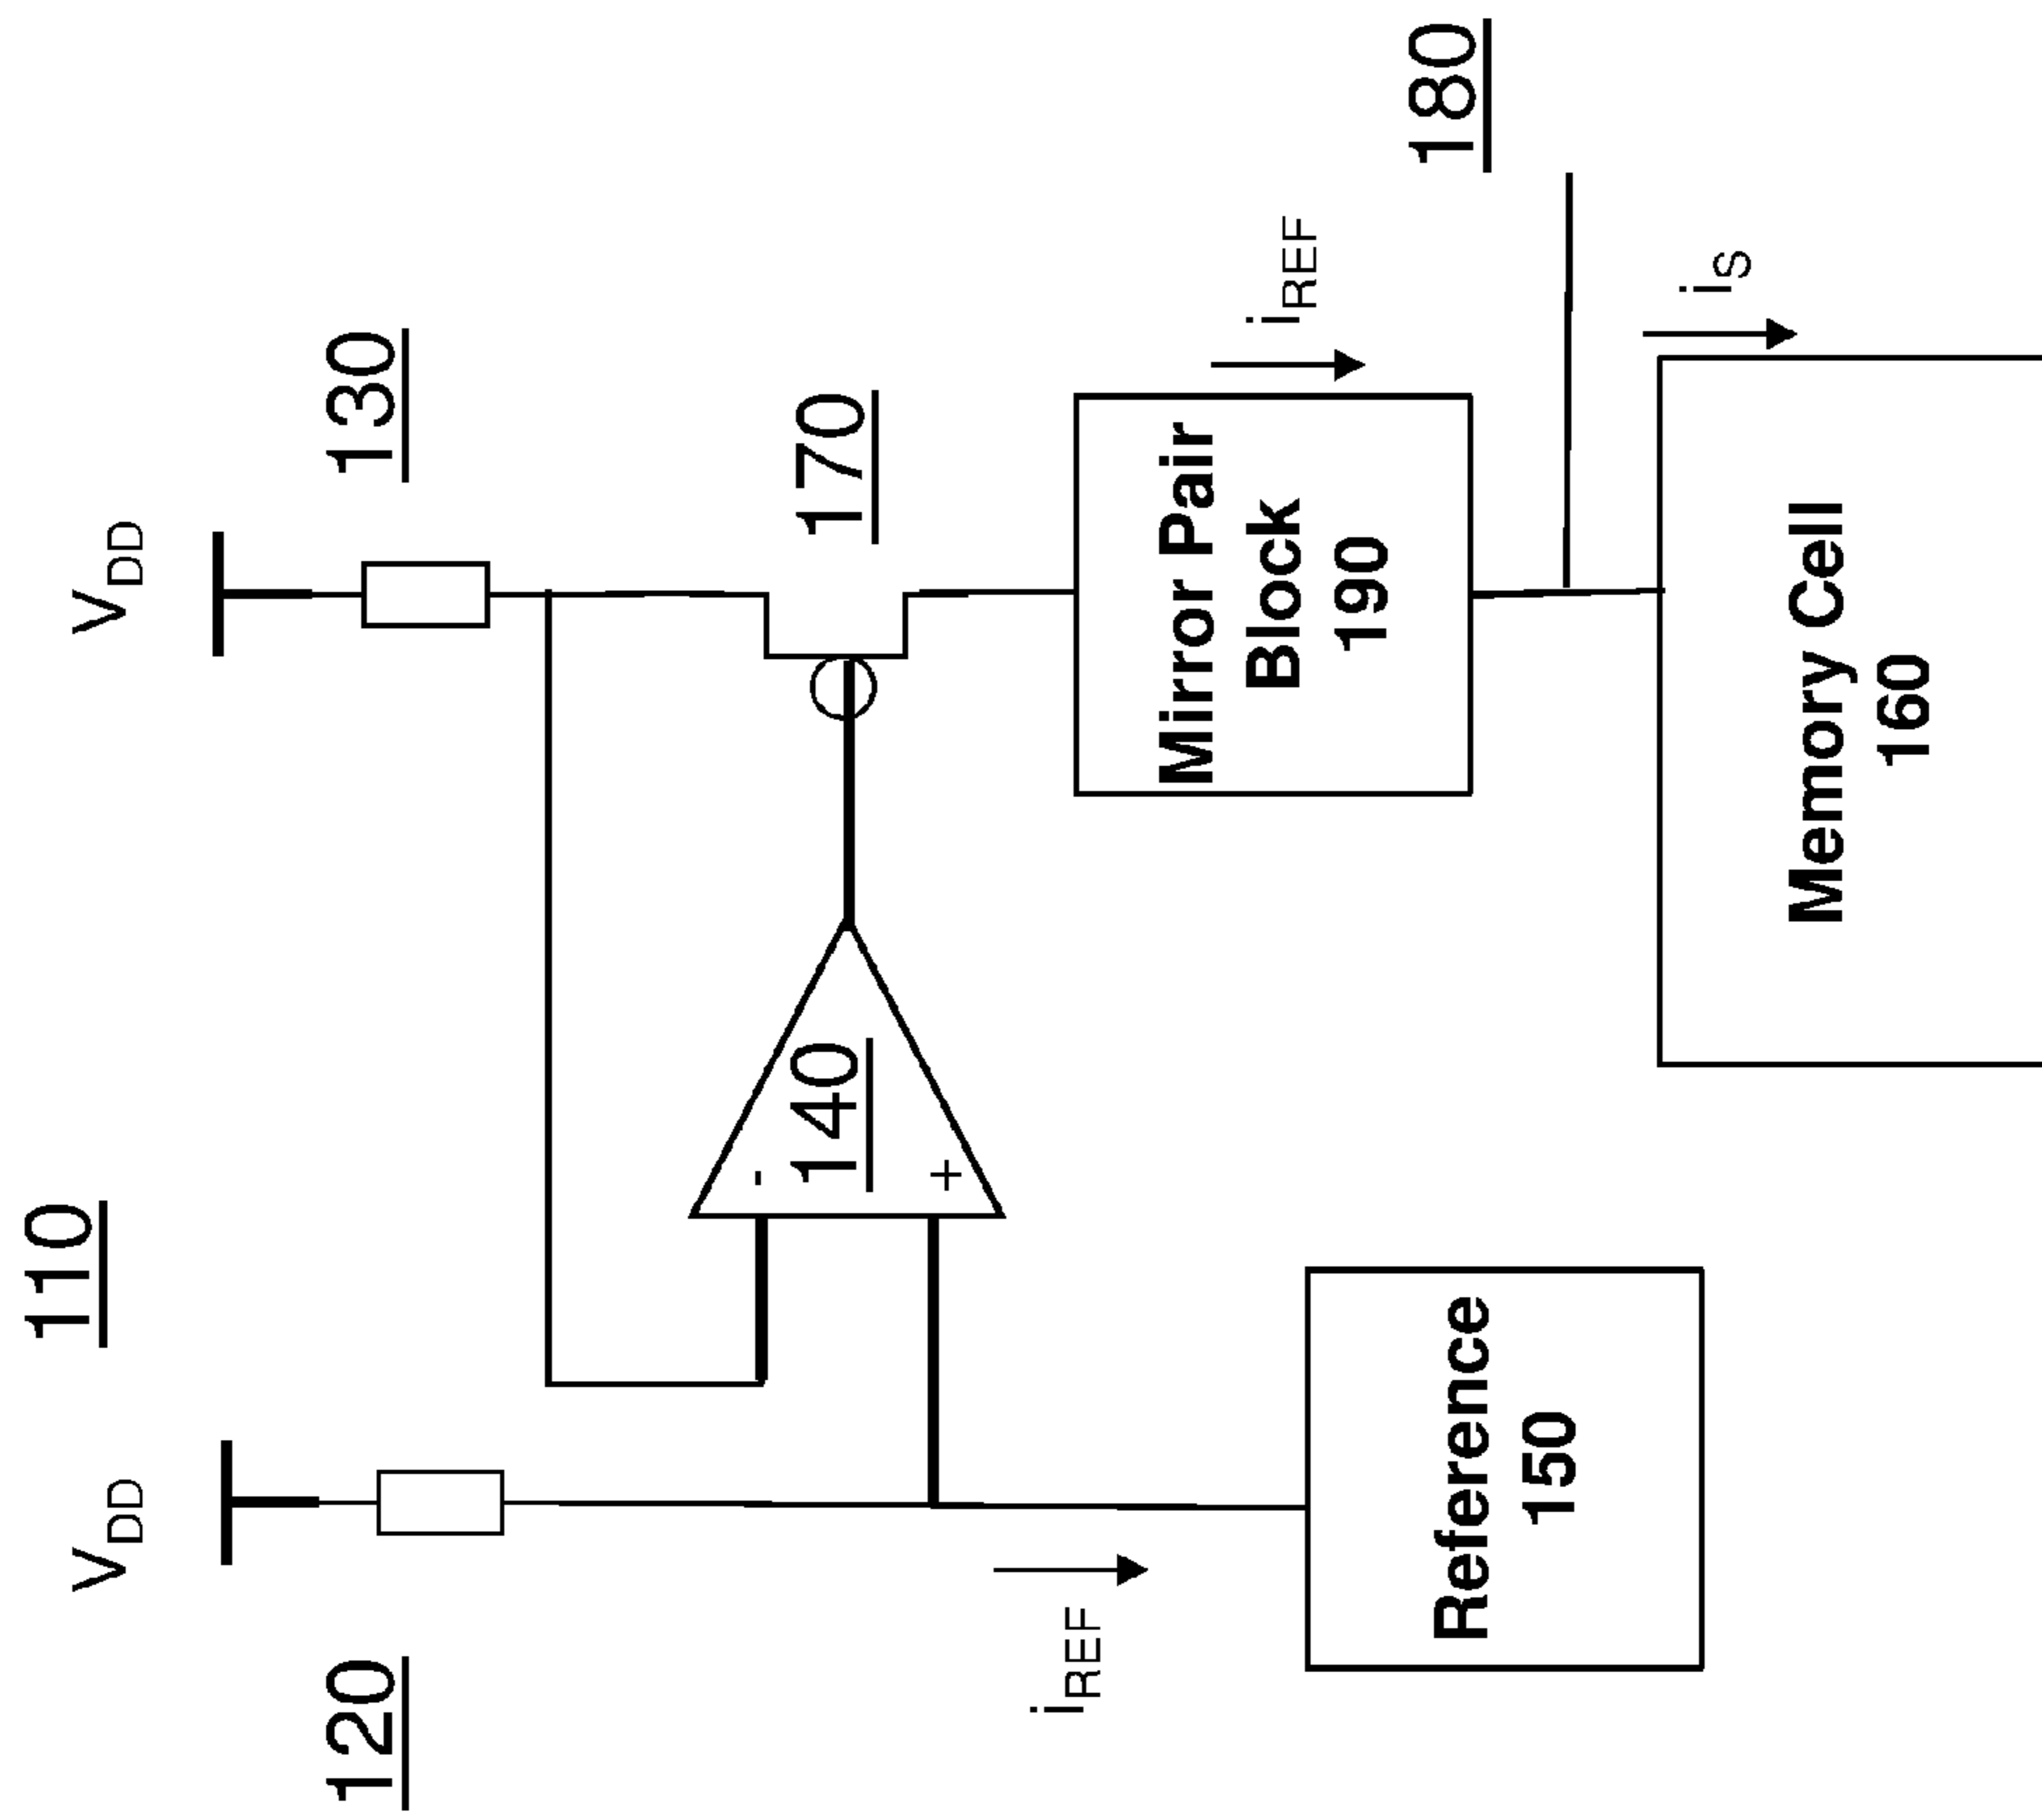 110
V_DD
V_DD
120
130
-
140
+
170
i_REF
Reference
150
Mirror Pair
Block
190
i_REF
180
i_S
Memory Cell
160